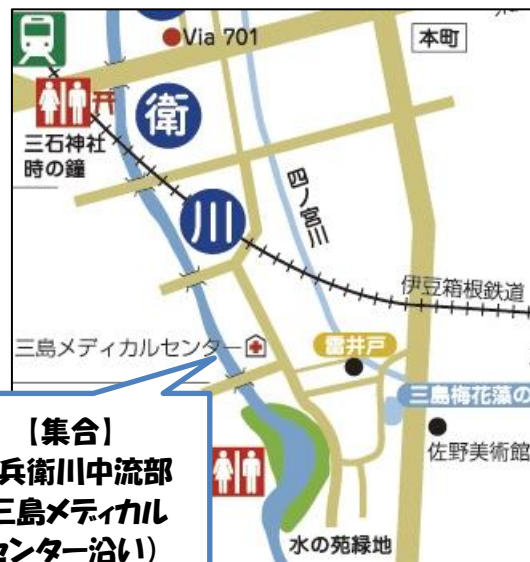 Via 701
本町
衛
三石神社
時の鐘
川
四ノ宮川
伊豆箱根鉄道
三島メディカルセンター
雷井戸
三島梅花藻の
佐野美術館
【集合】
兵衛川中流部
三島メディカル
センター沿い）
水の苑緑地